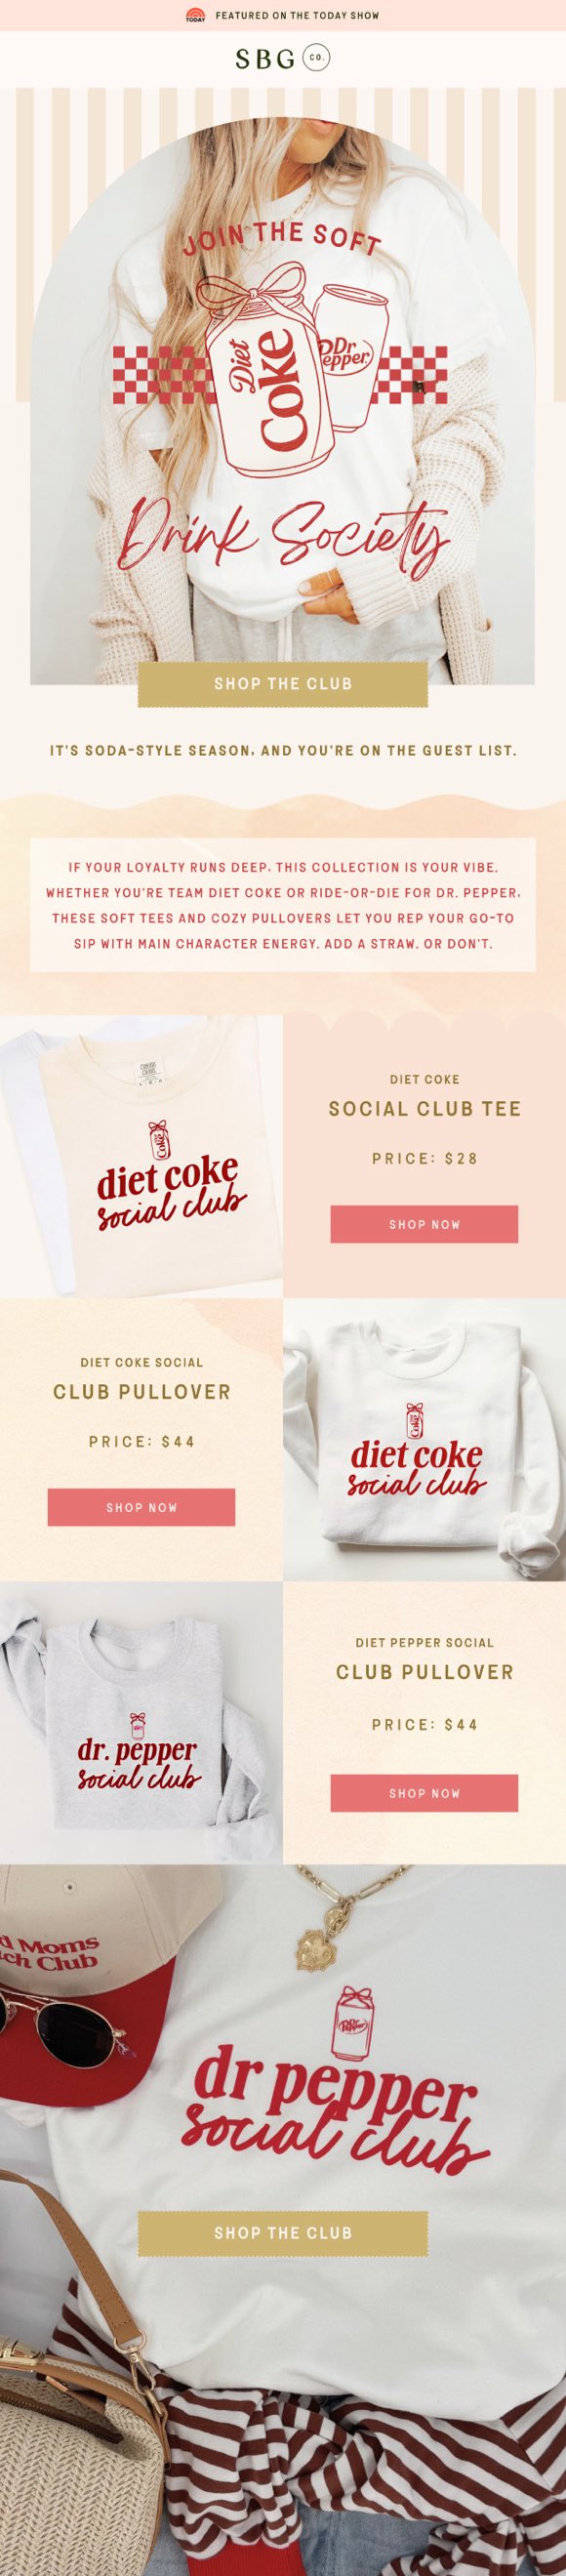 TODAY FEATURED ON THE TODAY SHOW
SBG CO.
JOIN THE SOFT
Diet Coke
Dr Pepper
Drink Society
SHOP THE CLUB
IT'S SODA-STYLE SEASON, AND YOU'RE ON THE GUEST LIST.
IF YOUR LOYALTY RUNS DEEP, THIS COLLECTION IS YOUR VIBE.
WHETHER YOU'RE TEAM DIET COKE OR RIDE-OR-DIE FOR DR. PEPPER,
THESE SOFT TEES AND COZY PULLOVERS LET YOU REP YOUR GO-TO
SIP WITH MAIN CHARACTER ENERGY. ADD A STRAW. OR DON'T.
Coke
diet coke
social club
DIET COKE
SOCIAL CLUB TEE
PRICE: $28
SHOP NOW
DIET COKE SOCIAL
CLUB PULLOVER
PRICE: $44
SHOP NOW
Coke
diet coke
social club
dr. pepper
social club
DIET PEPPER SOCIAL
CLUB PULLOVER
PRICE: $44
SHOP NOW
Moms
Club
Dr Pepper
dr pepper
social club
SHOP THE CLUB